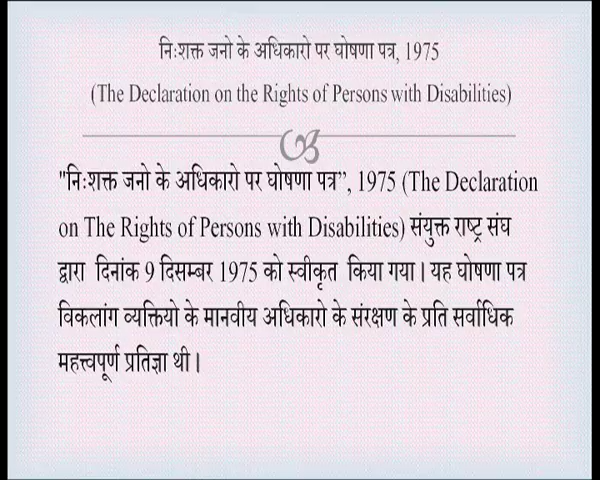 निःशक्त जनो के अधिकारो पर घोषणा पत्र, 1975
(The Declaration on the Rights of Persons with Disabilities)
"निःशक्त जनो के अधिकारो पर घोषणा पत्र”, 1975 (The Declaration
on The Rights of Persons with Disabilities) संयुक्त राष्ट्र संघ
द्वारा दिनांक 9 दिसम्बर 1975 को स्वीकृत किया गया। यह घोषणा पत्र
विकलांग व्यक्तियो के मानवीय अधिकारो के संरक्षण के प्रति सर्वाधिक
महत्त्वपूर्ण प्रतिज्ञा थी।